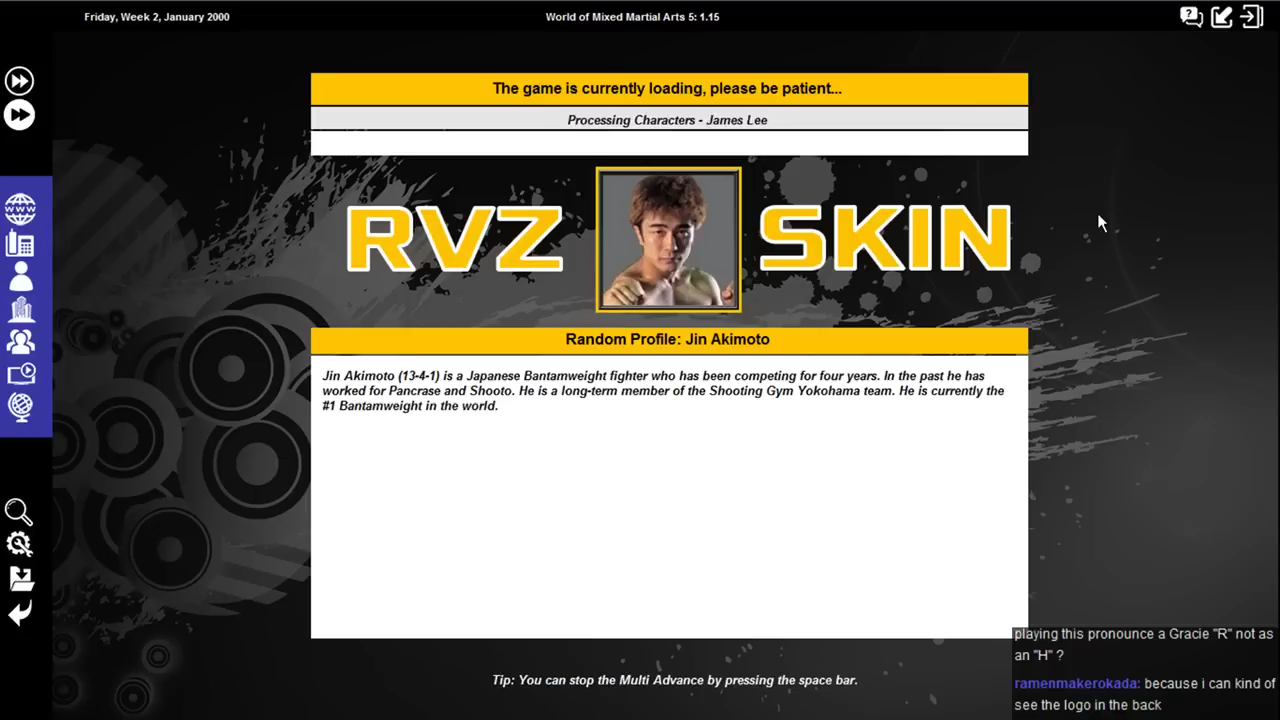 Friday, Week 2, January 2000
World of Mixed Martial Arts 5: 1.15
The game is currently loading, please be patient...
Processing Characters - James Lee
RVZ SKIN
Random Profile: Jin Akimoto
Jin Akimoto (13-4-1) is a Japanese Bantamweight fighter who has been competing for four years. In the past he has
worked for Pancrase and Shooto. He is a long-term member of the Shooting Gym Yokohama team. He is currently the
#1 Bantamweight in the world.
Tip: You can stop the Multi Advance by pressing the space bar.
playing this pronounce a Gracie "R" not as
an "H" ?
ramenmakerokada: because i can kind of
see the logo in the back
WWW
?